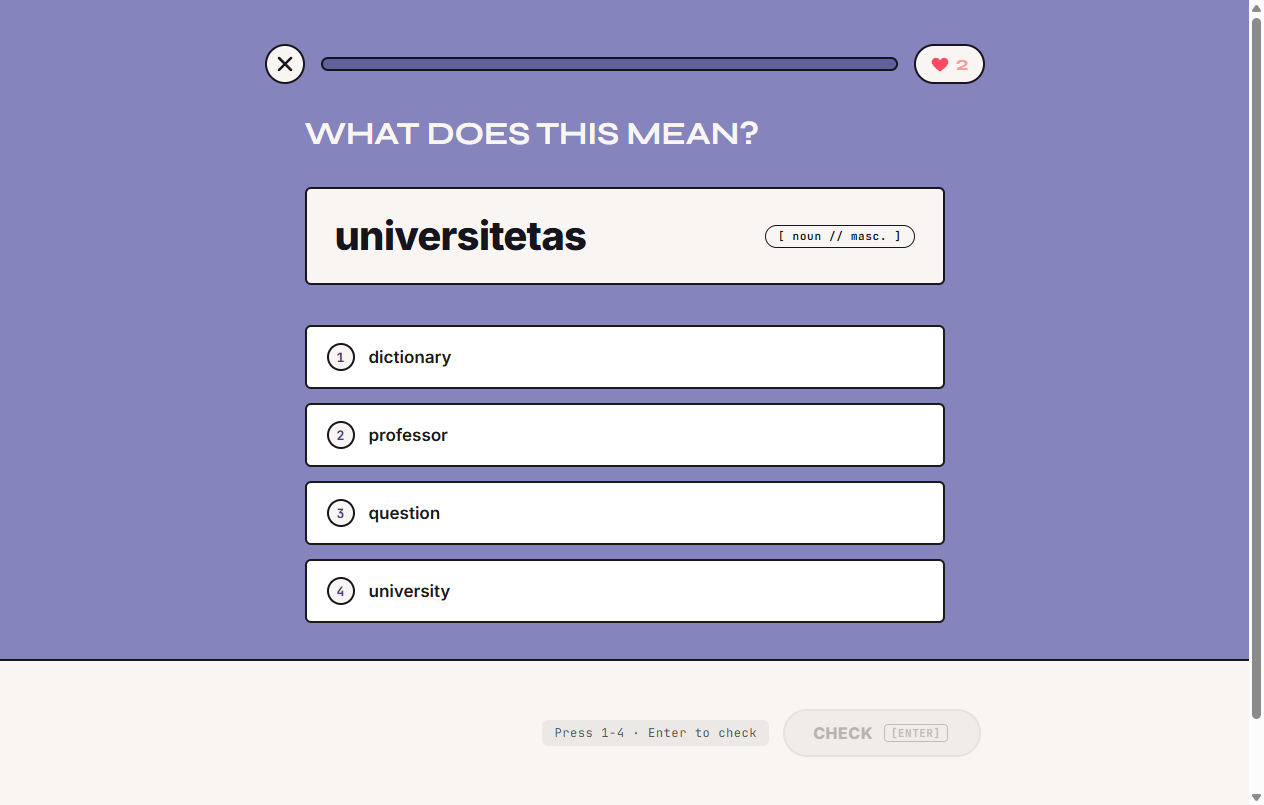 2
WHAT DOES THIS MEAN?
universitetas
[ noun // masc. ]
1 dictionary
2 professor
3 question
4 university
Press 1-4 · Enter to check
CHECK [ENTER]